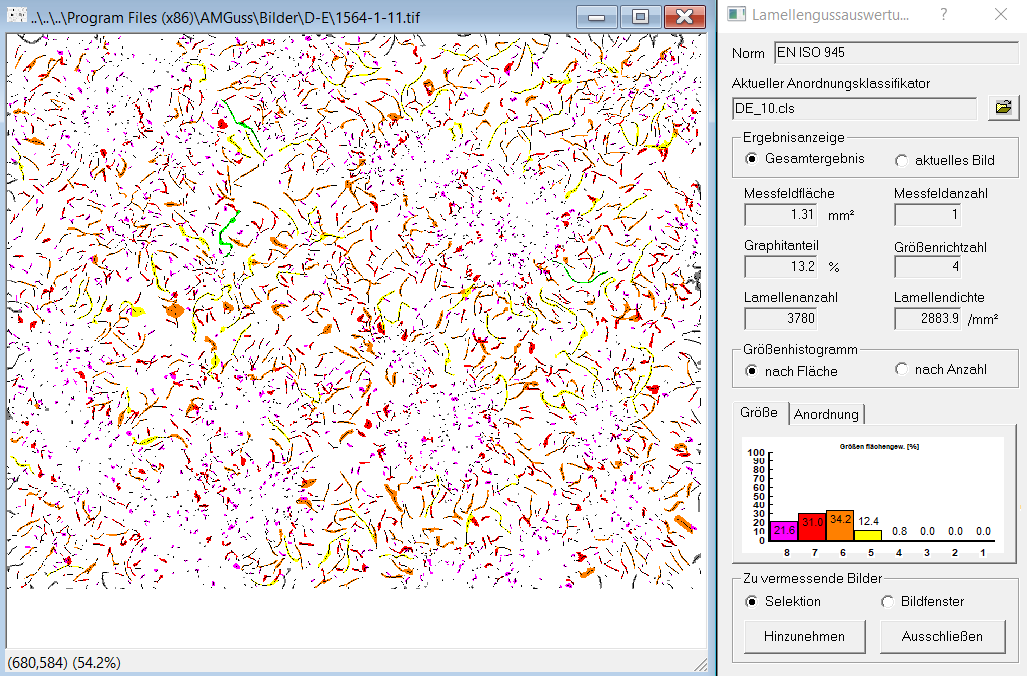 ..\..\..\Program Files (x86)\AMGuss\Bilder\D-E\1564-1-11.tif
(680,584) (54.2%)
Lamellengussauswertu... ?
Norm EN ISO 945
Aktueller Anordnungsklassifikator
DE_10.cls
Ergebnisanzeige
Gesamtergebnis aktuelles Bild
Messfeldfläche Messfeldanzahl
1.31 mm² 1
Graphitanteil Größenrichtzahl
13.2 % 4
Lamellenanzahl Lamellendichte
3780 2883.9 /mm²
Größenhistogramm
nach Fläche nach Anzahl
Größe Anordnung
Größen flächengew. [%]
100
90
80
70
60
50
40
30
20
10
0
21.6 31.0 34.2 12.4 0.8 0.0 0.0 0.0
8 7 6 5 4 3 2 1
Zu vermessende Bilder
Selektion Bildfenster
Hinzunehmen Ausschließen